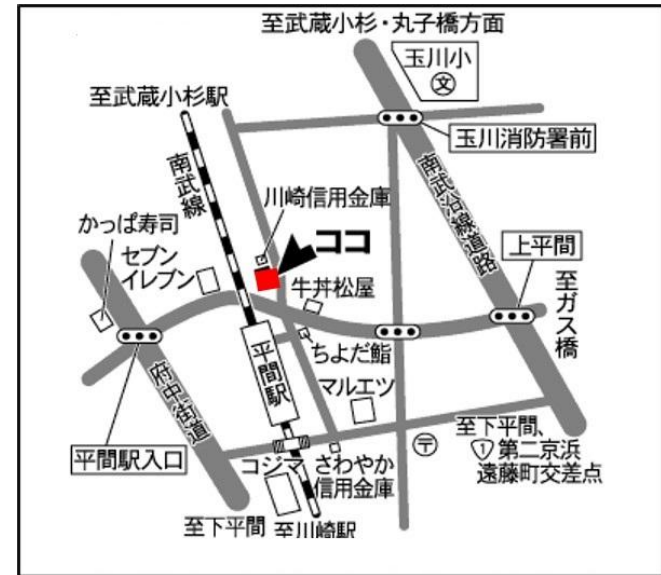 至武蔵小杉・丸子橋方面
玉川小
文
至武蔵小杉駅
玉川消防署前
南武線
南武沿線道路
川崎信用金庫
かっぱ寿司
ココ
セブン
イレブン
上平間
牛丼松屋
至ガス橋
ちよだ鮨
平間駅
マルエツ
府中街道
平間駅入口
〒
至下平間、
1 第二京浜
遠藤町交差点
コジマ
さわやか
信用金庫
至下平間
至川崎駅